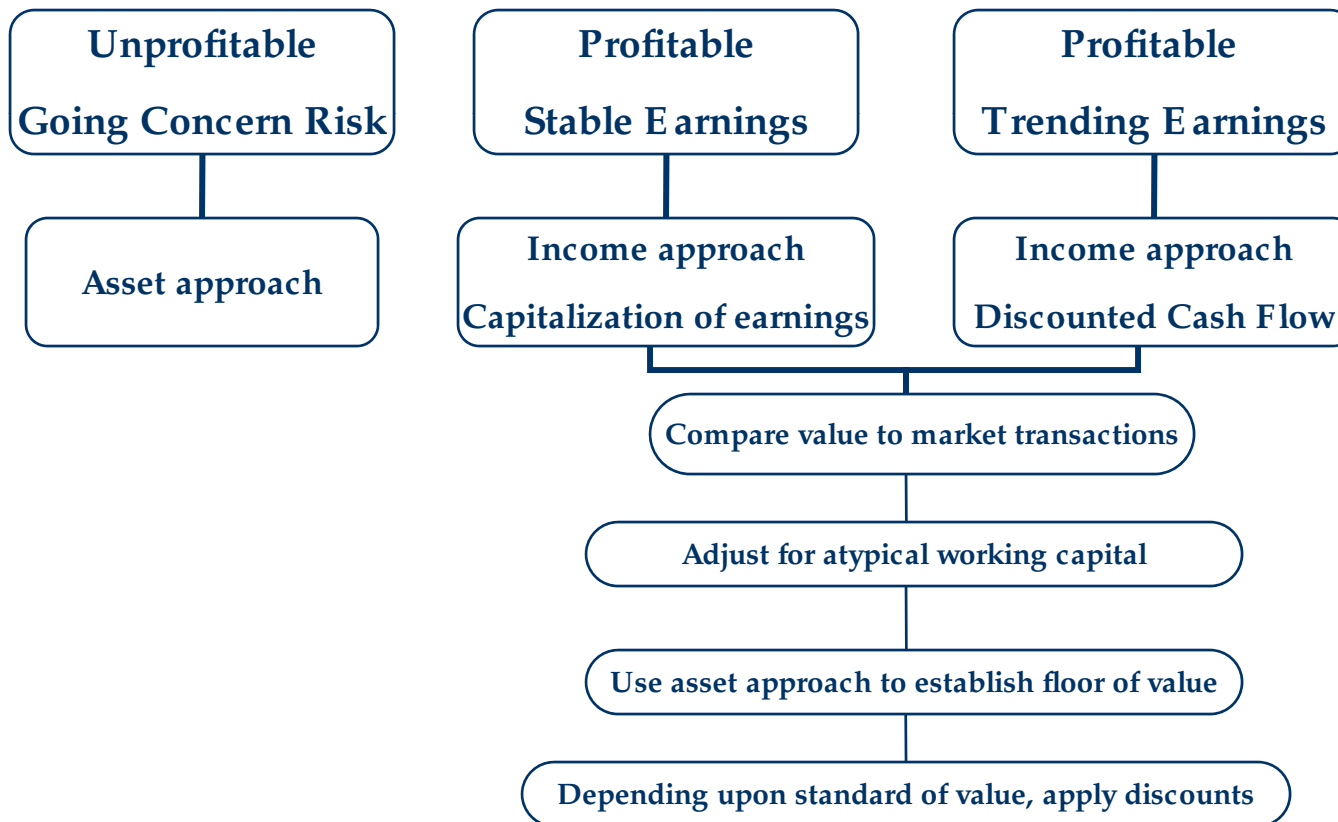 Unprofitable
Going Concern Risk
Profitable
Stable Earnings
Profitable
Trending Earnings
Asset approach
Income approach
Capitalization of earnings
Income approach
Discounted Cash Flow
Compare value to market transactions
Adjust for atypical working capital
Use asset approach to establish floor of value
Depending upon standard of value, apply discounts